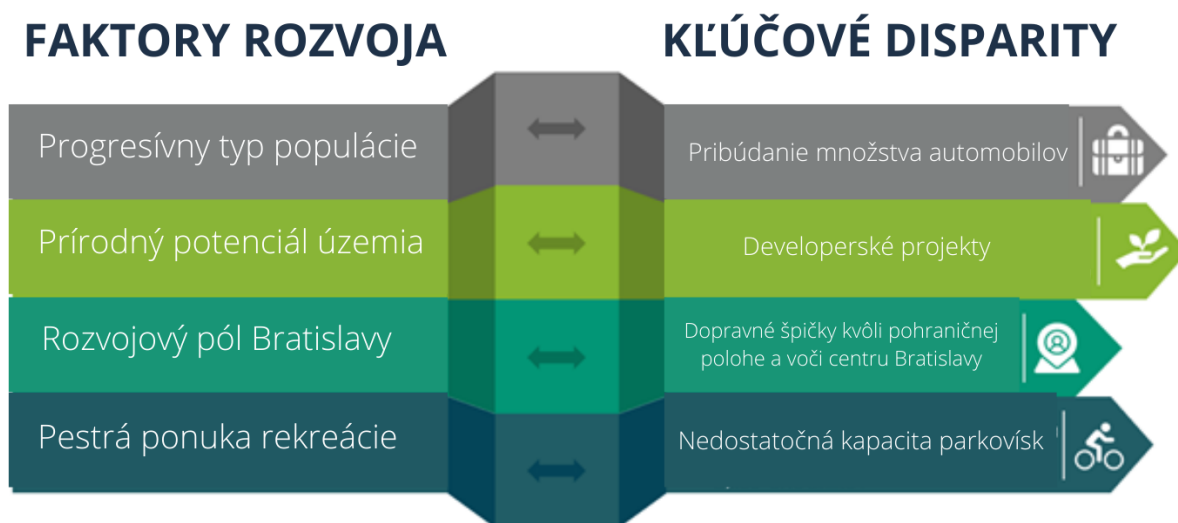 FAKTORY ROZVOJA
KĽÚČOVÉ DISPARITY
Progresívny typ populácie
Pribúdanie množstva automobilov
Prírodný potenciál územia
Developerské projekty
Rozvojový pól Bratislavy
Dopravné špičky kvôli pohraničnej
polohe a voči centru Bratislavy
Pestrá ponuka rekreácie
Nedostatočná kapacita parkovísk